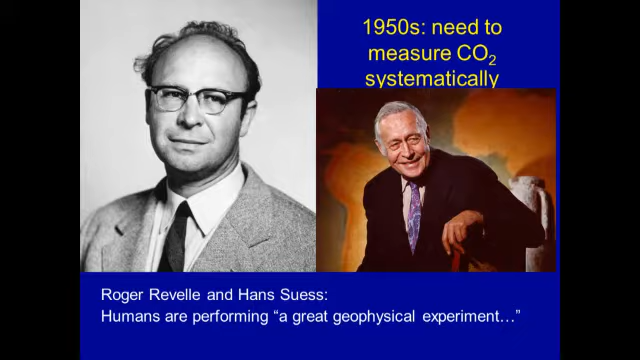 1950s: need to
measure CO₂
systematically
Roger Revelle and Hans Suess:
Humans are performing “a great geophysical experiment…”